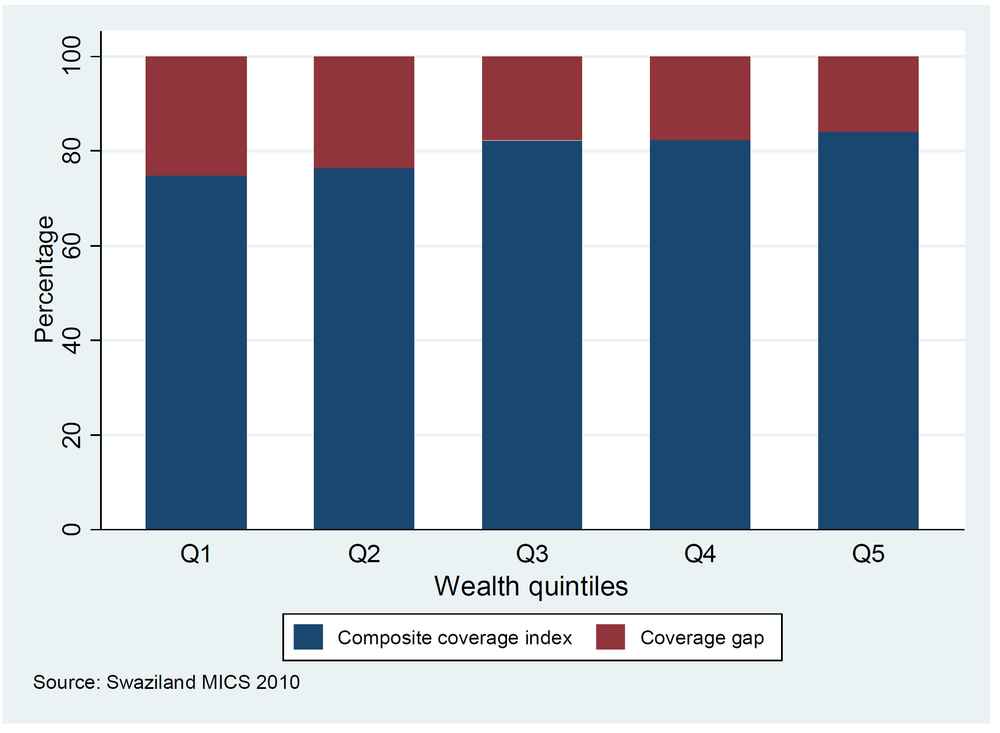 Percentage
100
80
60
40
20
0
Q1 Q2 Q3 Q4 Q5
Wealth quintiles
Composite coverage index Coverage gap
Source: Swaziland MICS 2010